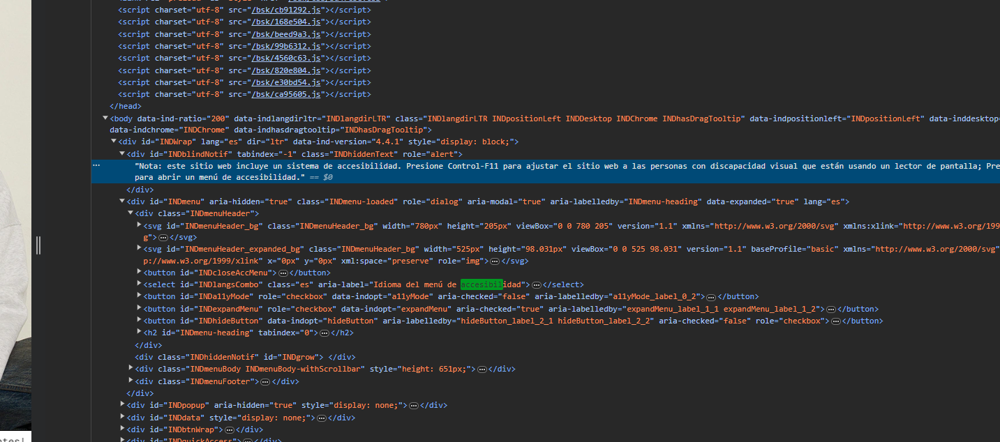 <script charset="utf-8" src="/bsk/cb91292.js"></script>
<script charset="utf-8" src="/bsk/168e504.js"></script>
<script charset="utf-8" src="/bsk/beed9a3.js"></script>
<script charset="utf-8" src="/bsk/99b6312.js"></script>
<script charset="utf-8" src="/bsk/4560c63.js"></script>
<script charset="utf-8" src="/bsk/820e804.js"></script>
<script charset="utf-8" src="/bsk/e30bd54.js"></script>
<script charset="utf-8" src="/bsk/ca95605.js"></script>
</head>
<body data-ind-ratio="200" data-indlangdirltr="INDlangdirLTR" class="INDlangdirLTR INDpositionLeft INDDesktop INDChrome INDhasDragTooltip" data-indpositionleft="INDpositionLeft" data-inddesktop=
data-indchrome="INDChrome" data-indhasdragtooltip="INDhasDragTooltip">
<div id="INDWrap" lang="es" dir="ltr" data-ind-version="4.4.1" style="display: block;">
<div id="INDblindNotif" tabindex="-1" class="INDhiddenText" role="alert">
"Nota: este sitio web incluye un sistema de accesibilidad. Presione Control-F11 para ajustar el sitio web a las personas con discapacidad visual que están usando un lector de pantalla; Pre
para abrir un menú de accesibilidad." == $0
</div>
<div id="INDmenu" aria-hidden="true" class="INDmenu-loaded" role="dialog" aria-modal="true" aria-labelledby="INDmenu-heading" data-expanded="true" lang="es">
<div class="INDmenuHeader">
<svg id="INDmenuHeader_bg" class="INDmenuHeader_bg" width="780px" height="205px" viewBox="0 0 780 205" version="1.1" xmlns="http://www.w3.org/2000/svg" xmlns:xlink="http://www.w3.org/199
g">…</svg>
<svg id="INDmenuHeader_expanded_bg" class="INDmenuHeader_bg" width="525px" height="98.031px" viewBox="0 0 525 98.031" version="1.1" baseProfile="basic" xmlns="http://www.w3.org/2000/svg"
p://www.w3.org/1999/xlink" x="0px" y="0px" xml:space="preserve" role="img">…</svg>
<button id="INDcloseAccMenu">…</button>
<select id="INDlangsCombo" class="es" aria-label="Idioma del menú de accesibilidad">…</select>
<button id="INDa11yMode" role="checkbox" data-indopt="a11yMode" aria-checked="false" aria-labelledby="a11yMode_label_0_2">…</button>
<button id="INDexpandMenu" role="checkbox" data-indopt="expandMenu" aria-checked="true" aria-labelledby="expandMenu_label_1_1 expandMenu_label_1_2">…</button>
<button id="INDhideButton" data-indopt="hideButton" aria-labelledby="hideButton_label_2_1 hideButton_label_2_2" aria-checked="false" role="checkbox">…</button>
<h2 id="INDmenu-heading" tabindex="0">…</h2>
</div>
<div class="INDhiddenNotif" id="INDgrow"> </div>
<div class="INDmenuBody INDmenuBody-withScrollbar" style="height: 651px;">…</div>
<div class="INDmenuFooter">…</div>
</div>
<div id="INDpopup" aria-hidden="true" style="display: none;">…</div>
<div id="INDdata" style="display: none;">…</div>
<div id="INDbtnWrap">…</div>
<div id="INDquickAccess">…</div>